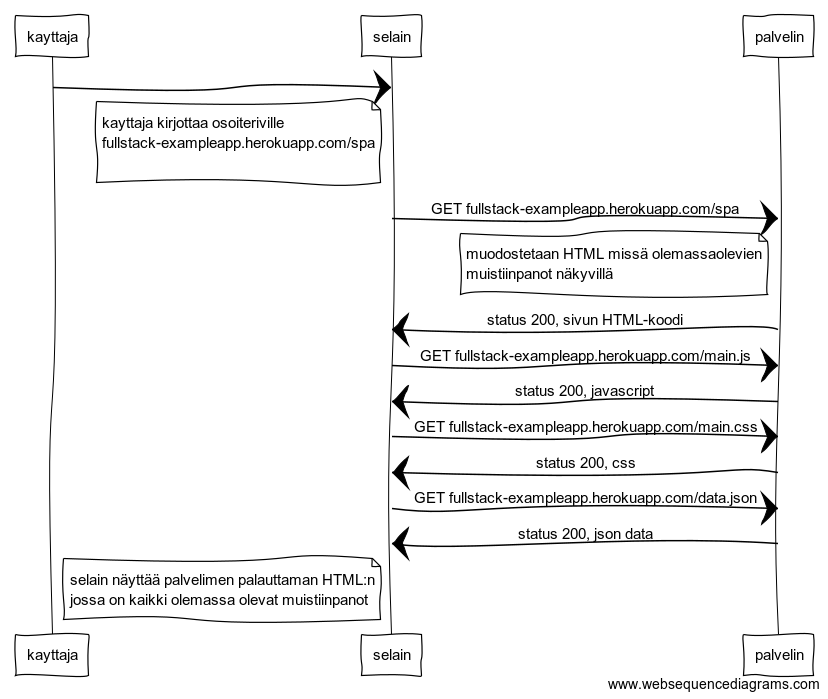 kayttaja
selain
palvelin
kayttaja kirjottaa osoiteriville
fullstack-exampleapp.herokuapp.com/spa
GET fullstack-exampleapp.herokuapp.com/spa
muodostetaan HTML missä olemassaolevien
muistiinpanot näkyvillä
status 200, sivun HTML-koodi
GET fullstack-exampleapp.herokuapp.com/main.js
status 200, javascript
GET fullstack-exampleapp.herokuapp.com/main.css
status 200, css
GET fullstack-exampleapp.herokuapp.com/data.json
status 200, json data
selain näyttää palvelimen palauttaman HTML:n
jossa on kaikki olemassa olevat muistiinpanot
kayttaja
selain
palvelin
www.websequencediagrams.com